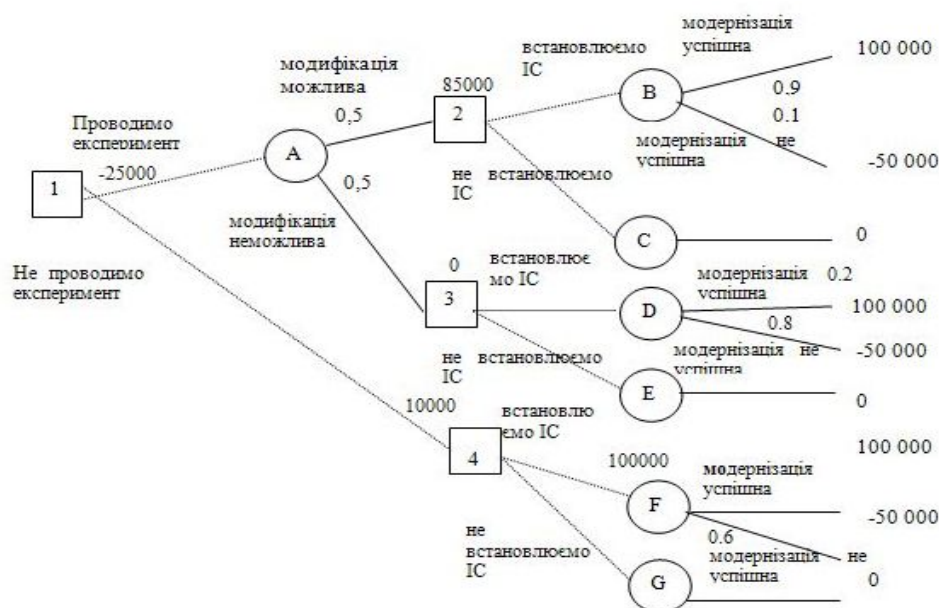 встановлюємо
ІС
модернізація
успішна
100 000
модифікація
можлива
85000
B
0.9
0.1
Проводимо
експеримент
0,5
2
модернізація не
успішна
-50 000
-25000
A
0,5
не встановлюємо
ІС
1
модифікація
неможлива
C
0
Не проводимо
експеримент
0
встановлює
мо ІС
модернізація
успішна
0.2
3
D
100 000
0.8
модернізація не
успішна
-50 000
не встановлюємо
ІС
E
0
10000
встановлю
ємо ІС
100 000
4
100000
модернізація
успішна
F
-50 000
не
встановлюємо
ІС
0.6
модернізація не
успішна
0
G